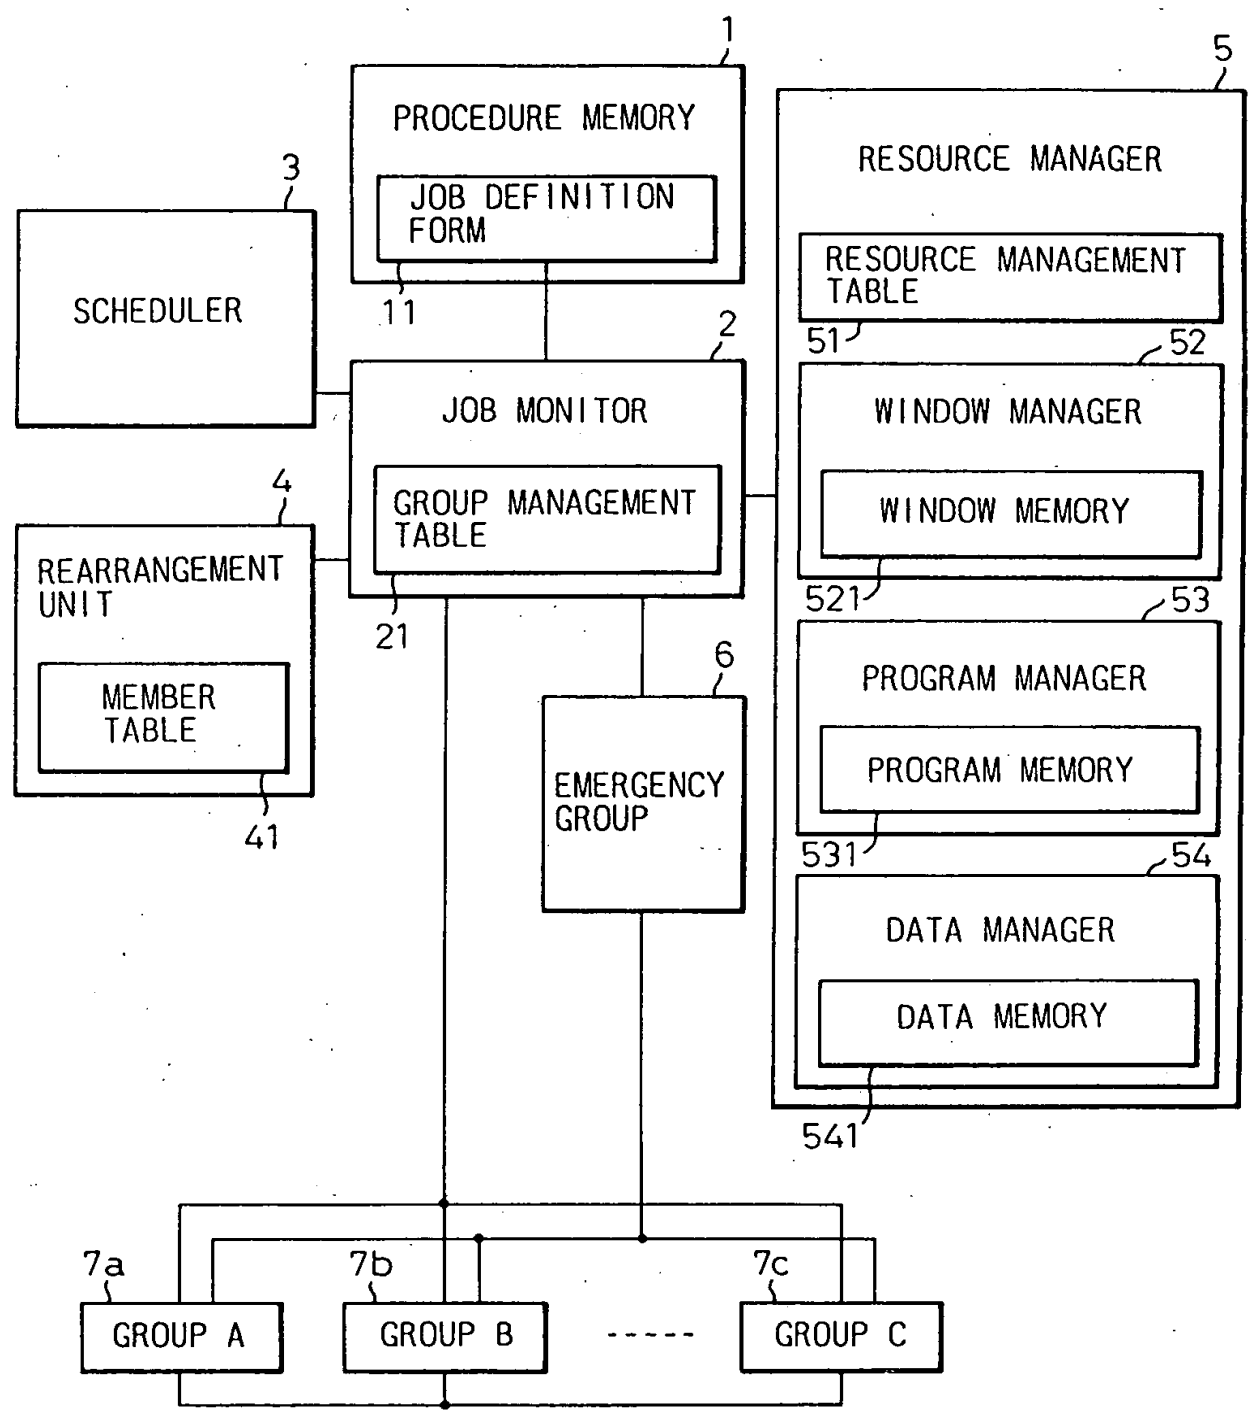 1
PROCEDURE MEMORY
JOB DEFINITION
FORM
11
3
SCHEDULER
5
RESOURCE MANAGER
RESOURCE MANAGEMENT
TABLE
51
2
JOB MONITOR
GROUP MANAGEMENT
TABLE
21
52
WINDOW MANAGER
WINDOW MEMORY
521
4
REARRANGEMENT
UNIT
MEMBER
TABLE
41
53
PROGRAM MANAGER
PROGRAM MEMORY
531
6
EMERGENCY
GROUP
54
DATA MANAGER
DATA MEMORY
541
7a
GROUP A
7b
GROUP B
-----
7c
GROUP C